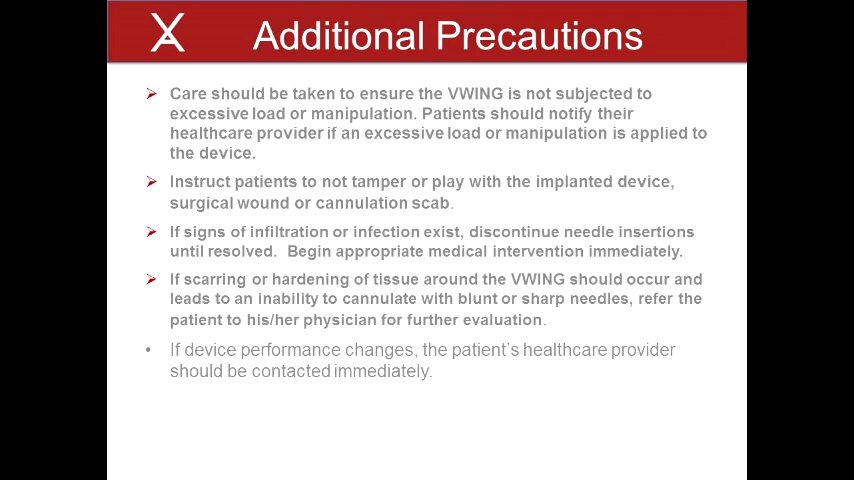 Additional Precautions
Care should be taken to ensure the VWING is not subjected to
excessive load or manipulation. Patients should notify their
healthcare provider if an excessive load or manipulation is applied to
the device.
Instruct patients to not tamper or play with the implanted device,
surgical wound or cannulation scab.
If signs of infiltration or infection exist, discontinue needle insertions
until resolved.  Begin appropriate medical intervention immediately.
If scarring or hardening of tissue around the VWING should occur and
leads to an inability to cannulate with blunt or sharp needles, refer the
patient to his/her physician for further evaluation.
• If device performance changes, the patient's healthcare provider
should be contacted immediately.